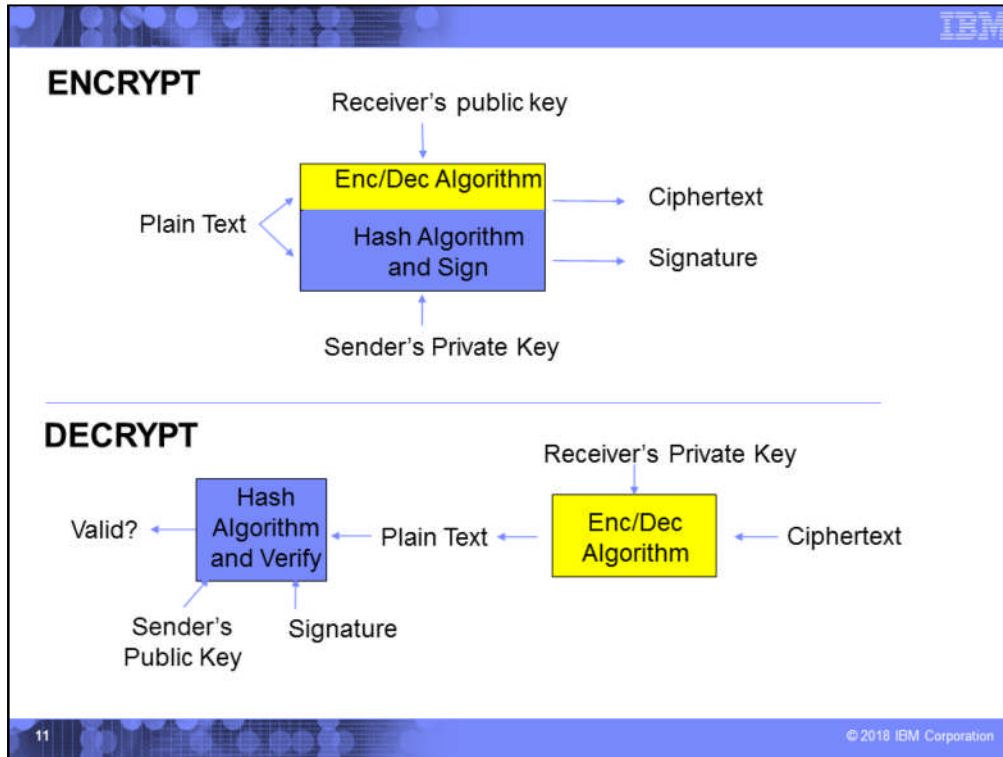 IBM
ENCRYPT
Receiver's public key
Enc/Dec Algorithm
Plain Text
Ciphertext
Hash Algorithm
and Sign
Signature
Sender's Private Key
DECRYPT
Receiver's Private Key
Hash
Algorithm
and Verify
Valid?
Plain Text
Enc/Dec
Algorithm
Ciphertext
Sender's
Public Key
Signature
11
© 2018 IBM Corporation